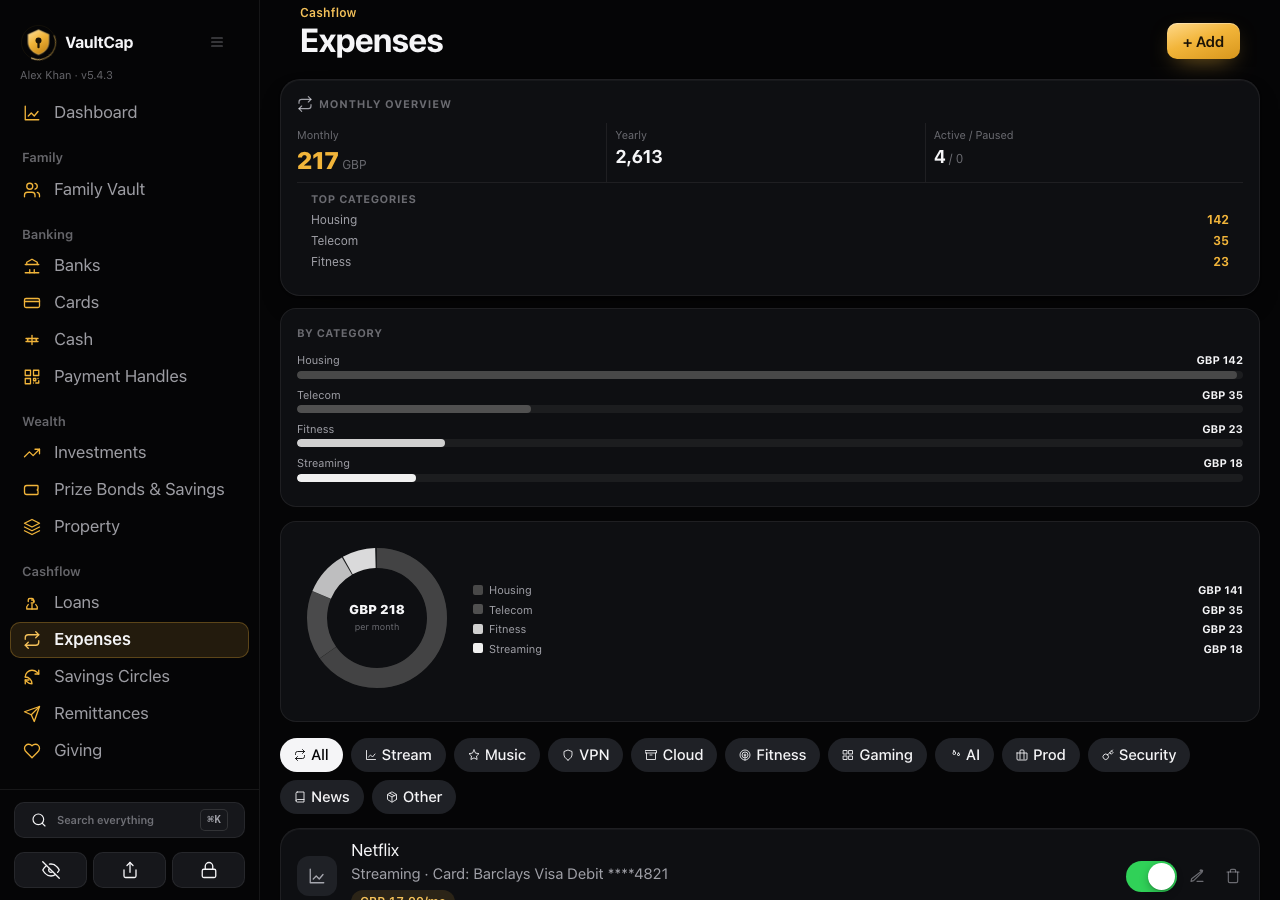 VaultCap
Alex Khan · v5.4.3
Dashboard
Family
Family Vault
Banking
Banks
Cards
Cash
Payment Handles
Wealth
Investments
Prize Bonds & Savings
Property
Cashflow
Loans
Expenses
Savings Circles
Remittances
Giving
Search everything ⌘K
Cashflow
Expenses
+ Add
MONTHLY OVERVIEW
Monthly
217 GBP
Yearly
2,613
Active / Paused
4 / 0
TOP CATEGORIES
Housing 142
Telecom 35
Fitness 23
BY CATEGORY
Housing GBP 142
Telecom GBP 35
Fitness GBP 23
Streaming GBP 18
GBP 218
per month
Housing GBP 141
Telecom GBP 35
Fitness GBP 23
Streaming GBP 18
All Stream Music VPN Cloud Fitness Gaming AI Prod Security
News Other
Netflix
Streaming · Card: Barclays Visa Debit ****4821
GBP 17.99/mo